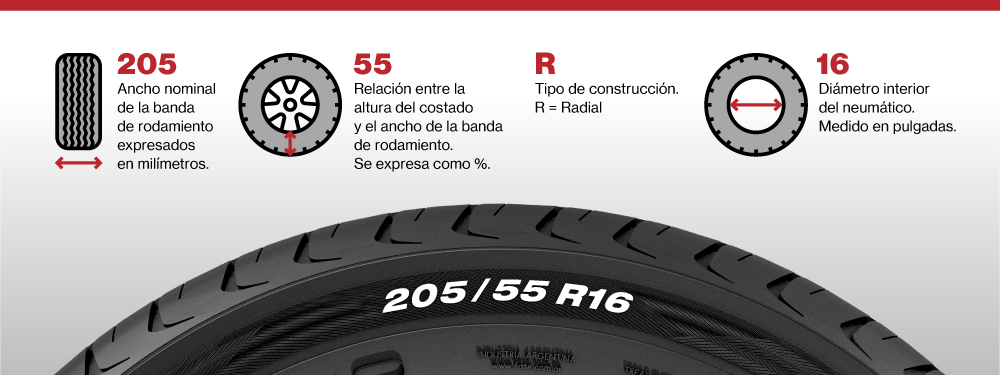 205
Ancho nominal
de la banda
de rodamiento
expresados
en milímetros.
55
Relación entre la
altura del costado
y el ancho de la banda
de rodamiento.
Se expresa como %.
R
Tipo de construcción.
R = Radial
16
Diámetro interior
del neumático.
Medido en pulgadas.
205/55 R16
INDUSTRIA ARGENTINA